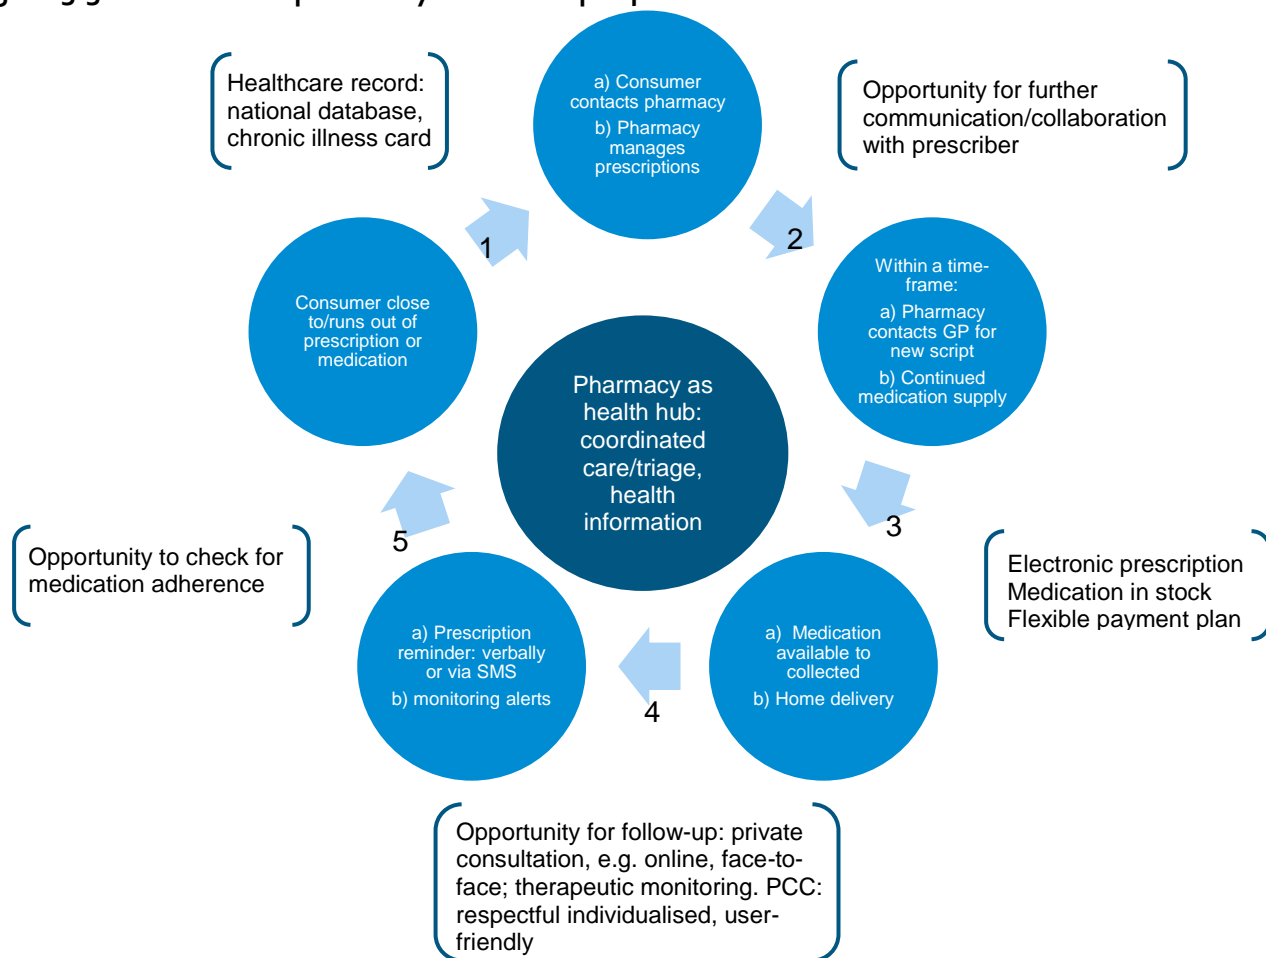 Healthcare record:
national database,
chronic illness card
a) Consumer
contacts pharmacy
b) Pharmacy
manages
prescriptions
Opportunity for further
communication/collaboration
with prescriber
1
2
Consumer close
to/runs out of
prescription or
medication
Within a time-
frame:
a) Pharmacy
contacts GP for
new script
b) Continued
medication supply
Pharmacy as
health hub:
coordinated
care/triage,
health
information
3
Electronic prescription
Medication in stock
Flexible payment plan
5
Opportunity to check for
medication adherence
a) Prescription
reminder: verbally
or via SMS
b) monitoring alerts
4
a) Medication
available to
collected
b) Home delivery
Opportunity for follow-up: private
consultation, e.g. online, face-to-
face; therapeutic monitoring. PCC:
respectful individualised, user-
friendly